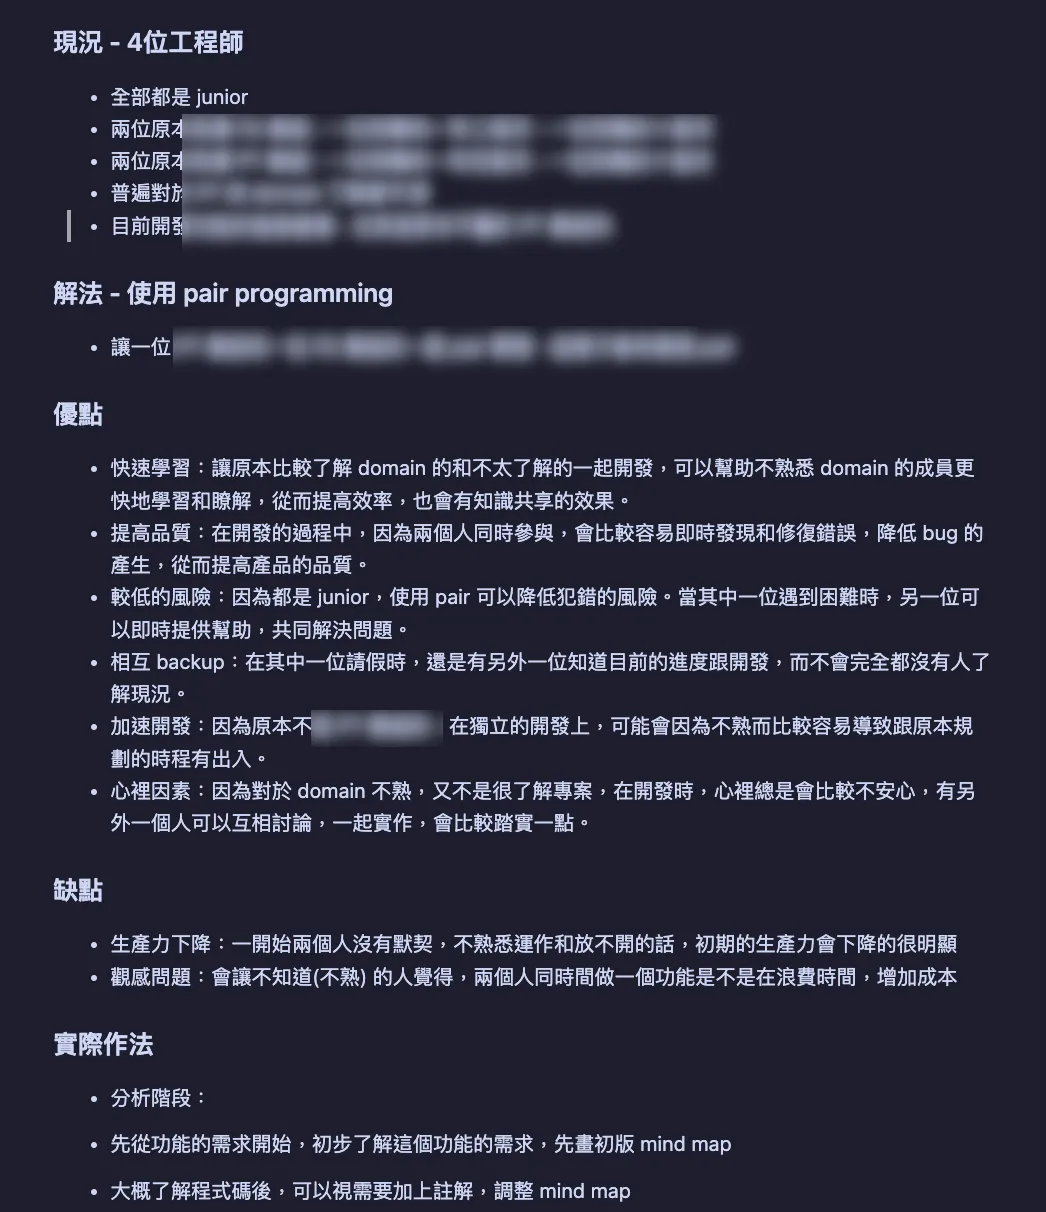 現況 - 4位工程師
全部都是 junior
兩位原本
兩位原本
普遍對於
目前開發
解法 - 使用 pair programming
讓一位
優點
快速學習：讓原本比較了解 domain 的和不太了解的一起開發，可以幫助不熟悉 domain 的成員更
快地學習和瞭解，從而提高效率，也會有知識共享的效果。
提高品質：在開發的過程中，因為兩個人同時參與，會比較容易即時發現和修復錯誤，降低 bug 的
產生，從而提高產品的品質。
較低的風險：因為都是 junior，使用 pair 可以降低犯錯的風險。當其中一位遇到困難時，另一位可
以即時提供幫助，共同解決問題。
相互 backup：在其中一位請假時，還是有另外一位知道目前的進度跟開發，而不會完全都沒有人了
解現況。
加速開發：因為原本不 在獨立的開發上，可能會因為不熟而比較容易導致跟原本規
劃的時程有出入。
心裡因素：因為對於 domain 不熟，又不是很了解專案，在開發時，心裡總是會比較不安心，有另
外一個人可以互相討論，一起實作，會比較踏實一點。
缺點
生產力下降：一開始兩個人沒有默契，不熟悉運作和放不開的話，初期的生產力會下降的很明顯
觀感問題：會讓不知道(不熟) 的人覺得，兩個人同時間做一個功能是不是在浪費時間，增加成本
實際作法
分析階段：
先從功能的需求開始，初步了解這個功能的需求，先畫初版 mind map
大概了解程式碼後，可以視需要加上註解，調整 mind map